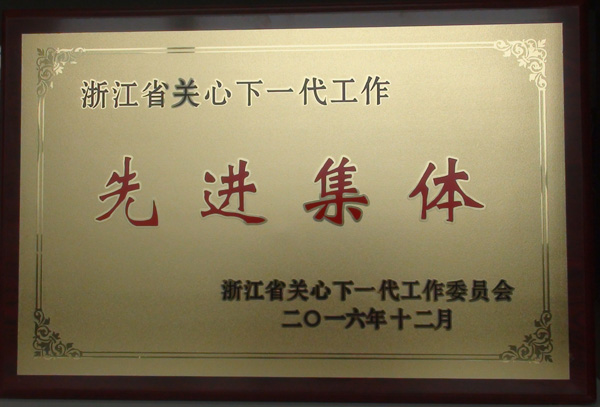 浙江省关心下一代工作
先进集体
浙江省关心下一代工作委员会
二〇一六年十二月